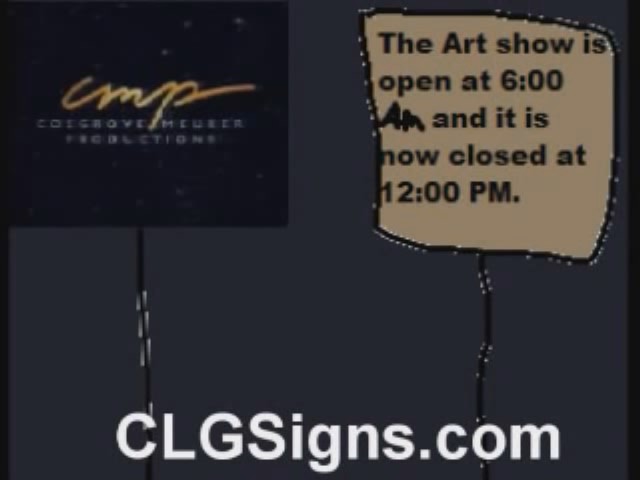 cmp
COSGROVE MEURER
PRODUCTIONS
The Art show is
open at 6:00
Am and it is
now closed at
12:00 PM.
CLGSigns.com